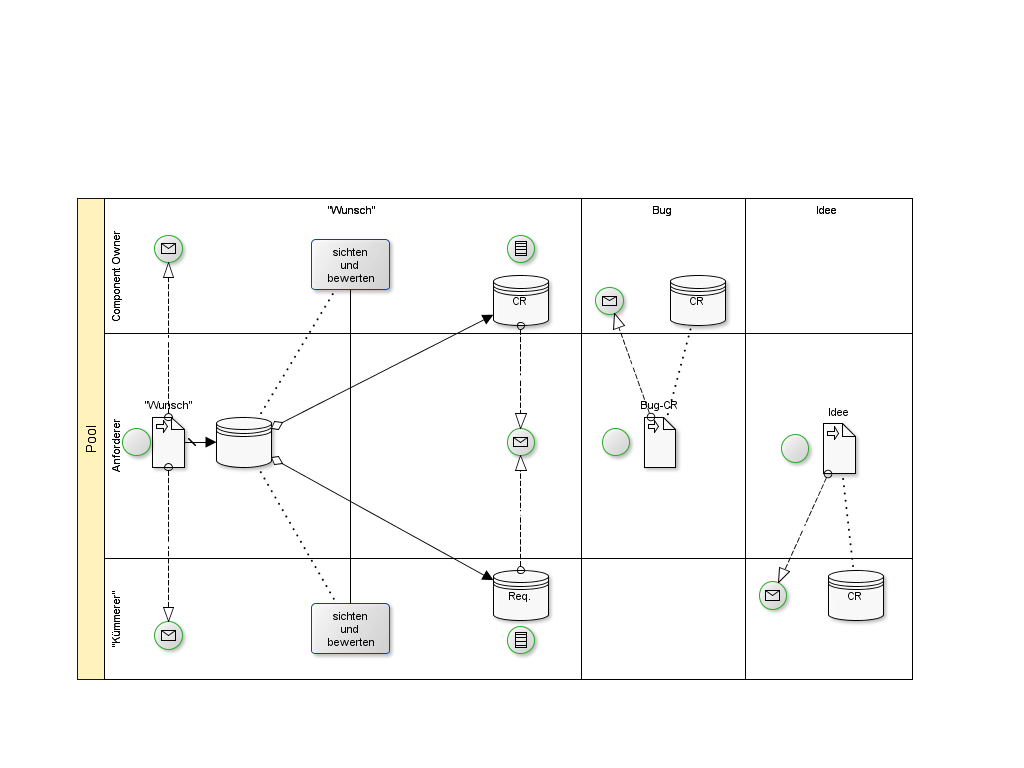 "Wunsch"
Bug
Idee
Pool
Component Owner
sichten
und
bewerten
CR
CR
Anforderer
"Wunsch"
Bug-CR
Idee
"Kümmerer"
sichten
und
bewerten
Req.
CR